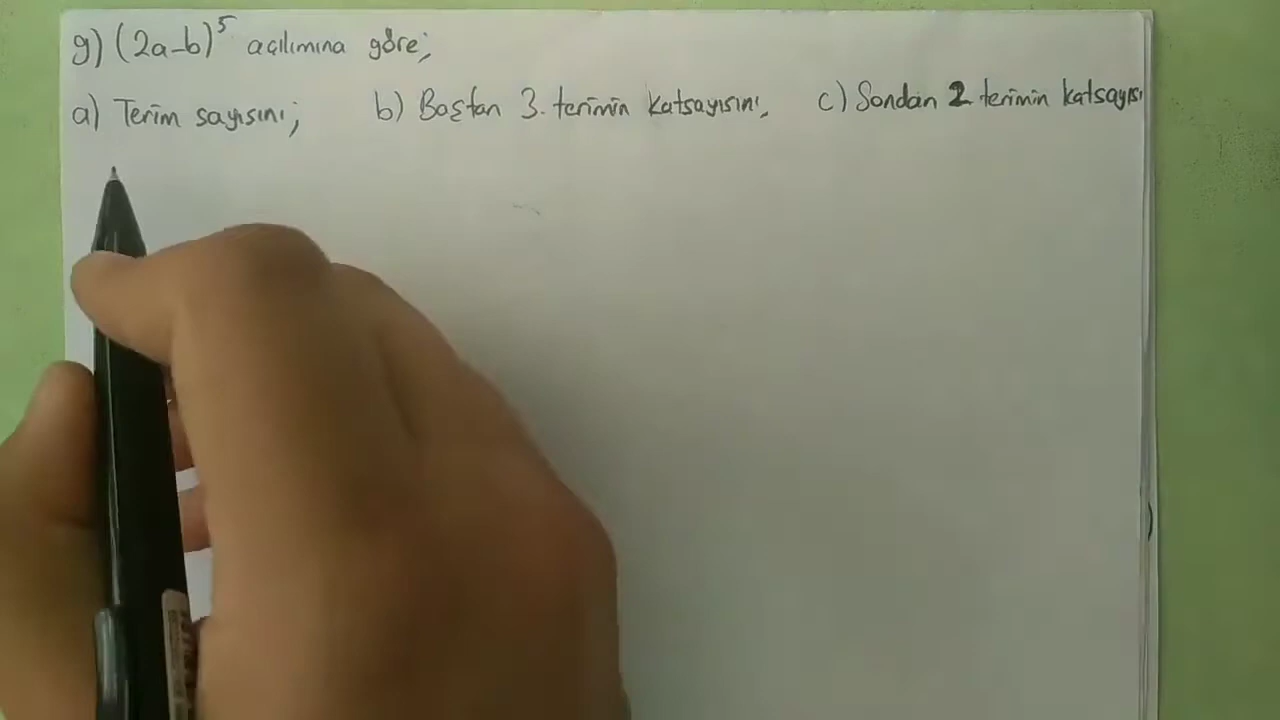 g) (2a-b)⁵ açılımına göre;
a) Terim sayısını; b) Baştan 3. terimin katsayısını, c) Sondan 2 terimin katsayısı